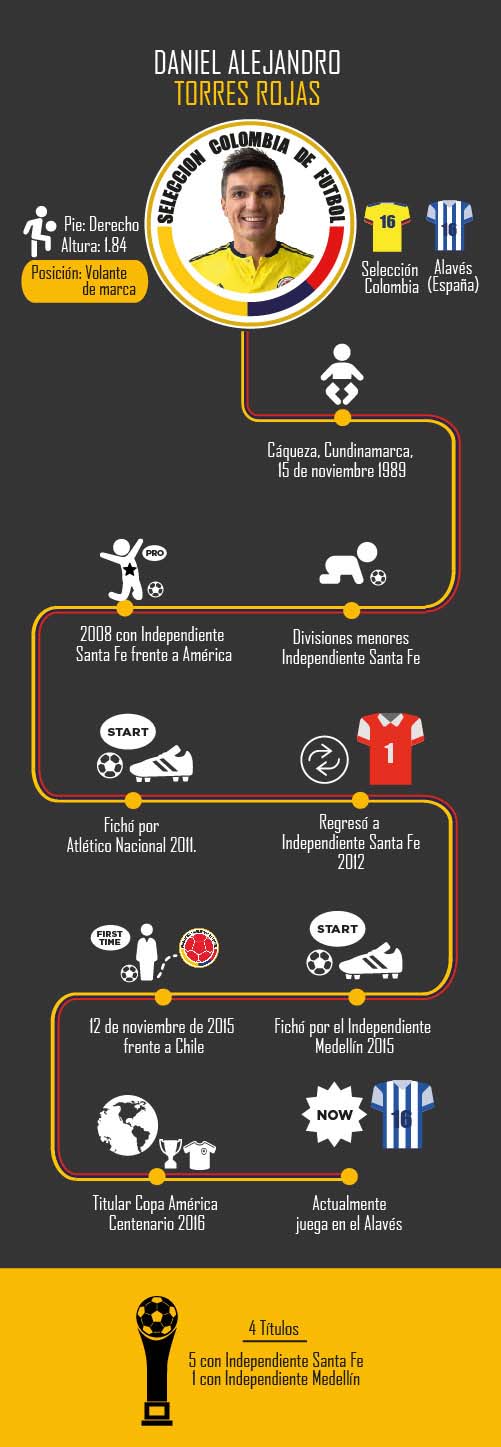 DANIEL ALEJANDRO
TORRES ROJAS
SELECCION COLOMBIA DE FUTBOL
Pie: Derecho
Altura: 1.84
Posición: Volante
de marca
16
16
Selección
Colombia
Alavés
(España)
Cáqueza, Cundinamarca,
15 de noviembre 1989
PRO
2008 con Independiente
Santa Fe frente a América
Divisiones menores
Independiente Santa Fe
START
1
Fichó por
Atlético Nacional 2011.
Regresó a
Independiente Santa Fe
2012
FIRST
TIME
START
12 de noviembre de 2015
frente a Chile
Fichó por el Independiente
Medellín 2015
NOW
16
Titular Copa América
Centenario 2016
Actualmente
juega en el Alavés
4 Títulos
5 con Independiente Santa Fe
1 con Independiente Medellín